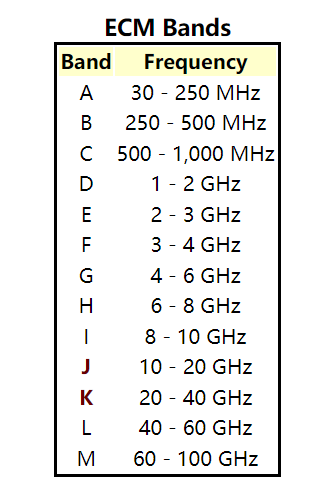 ECM Bands
Band Frequency
A 30 - 250 MHz
B 250 - 500 MHz
C 500 - 1,000 MHz
D 1 - 2 GHz
E 2 - 3 GHz
F 3 - 4 GHz
G 4 - 6 GHz
H 6 - 8 GHz
I 8 - 10 GHz
J 10 - 20 GHz
K 20 - 40 GHz
L 40 - 60 GHz
M 60 - 100 GHz